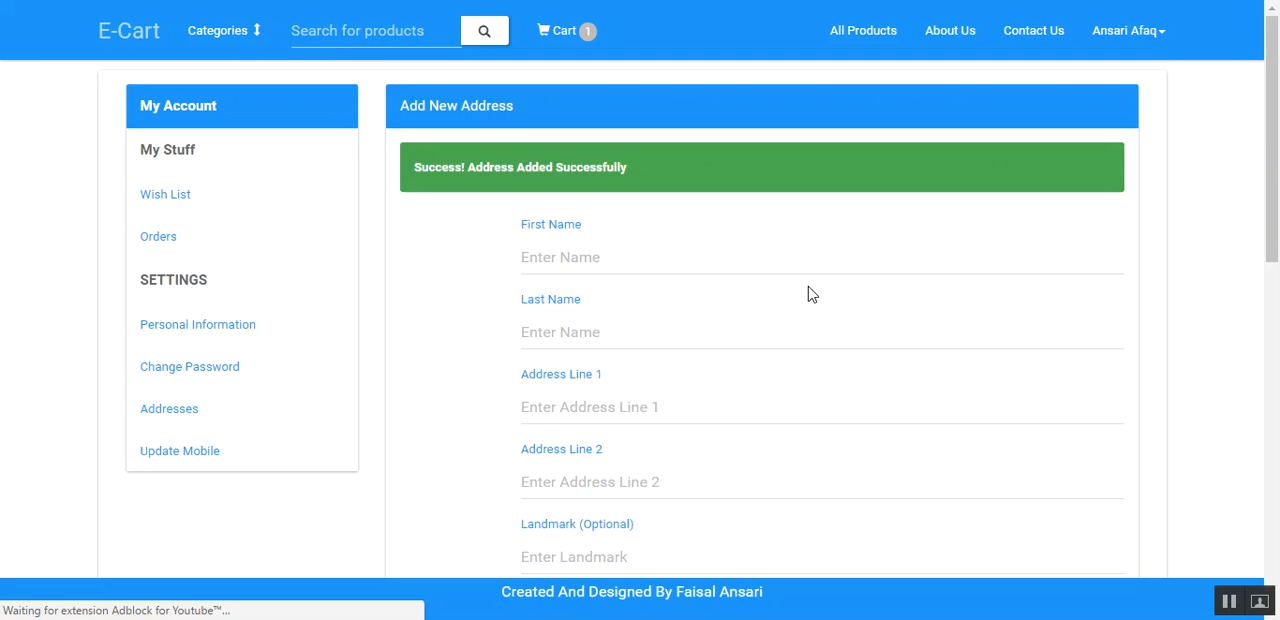 E-Cart Categories Search for products Cart 1 All Products About Us Contact Us Ansari Afaq
My Account
My Stuff
Wish List
Orders
SETTINGS
Personal Information
Change Password
Addresses
Update Mobile
Add New Address
Success! Address Added Successfully
First Name
Enter Name
Last Name
Enter Name
Address Line 1
Enter Address Line 1
Address Line 2
Enter Address Line 2
Landmark (Optional)
Enter Landmark
Created And Designed By Faisal Ansari
Waiting for extension Adblock for Youtube™...